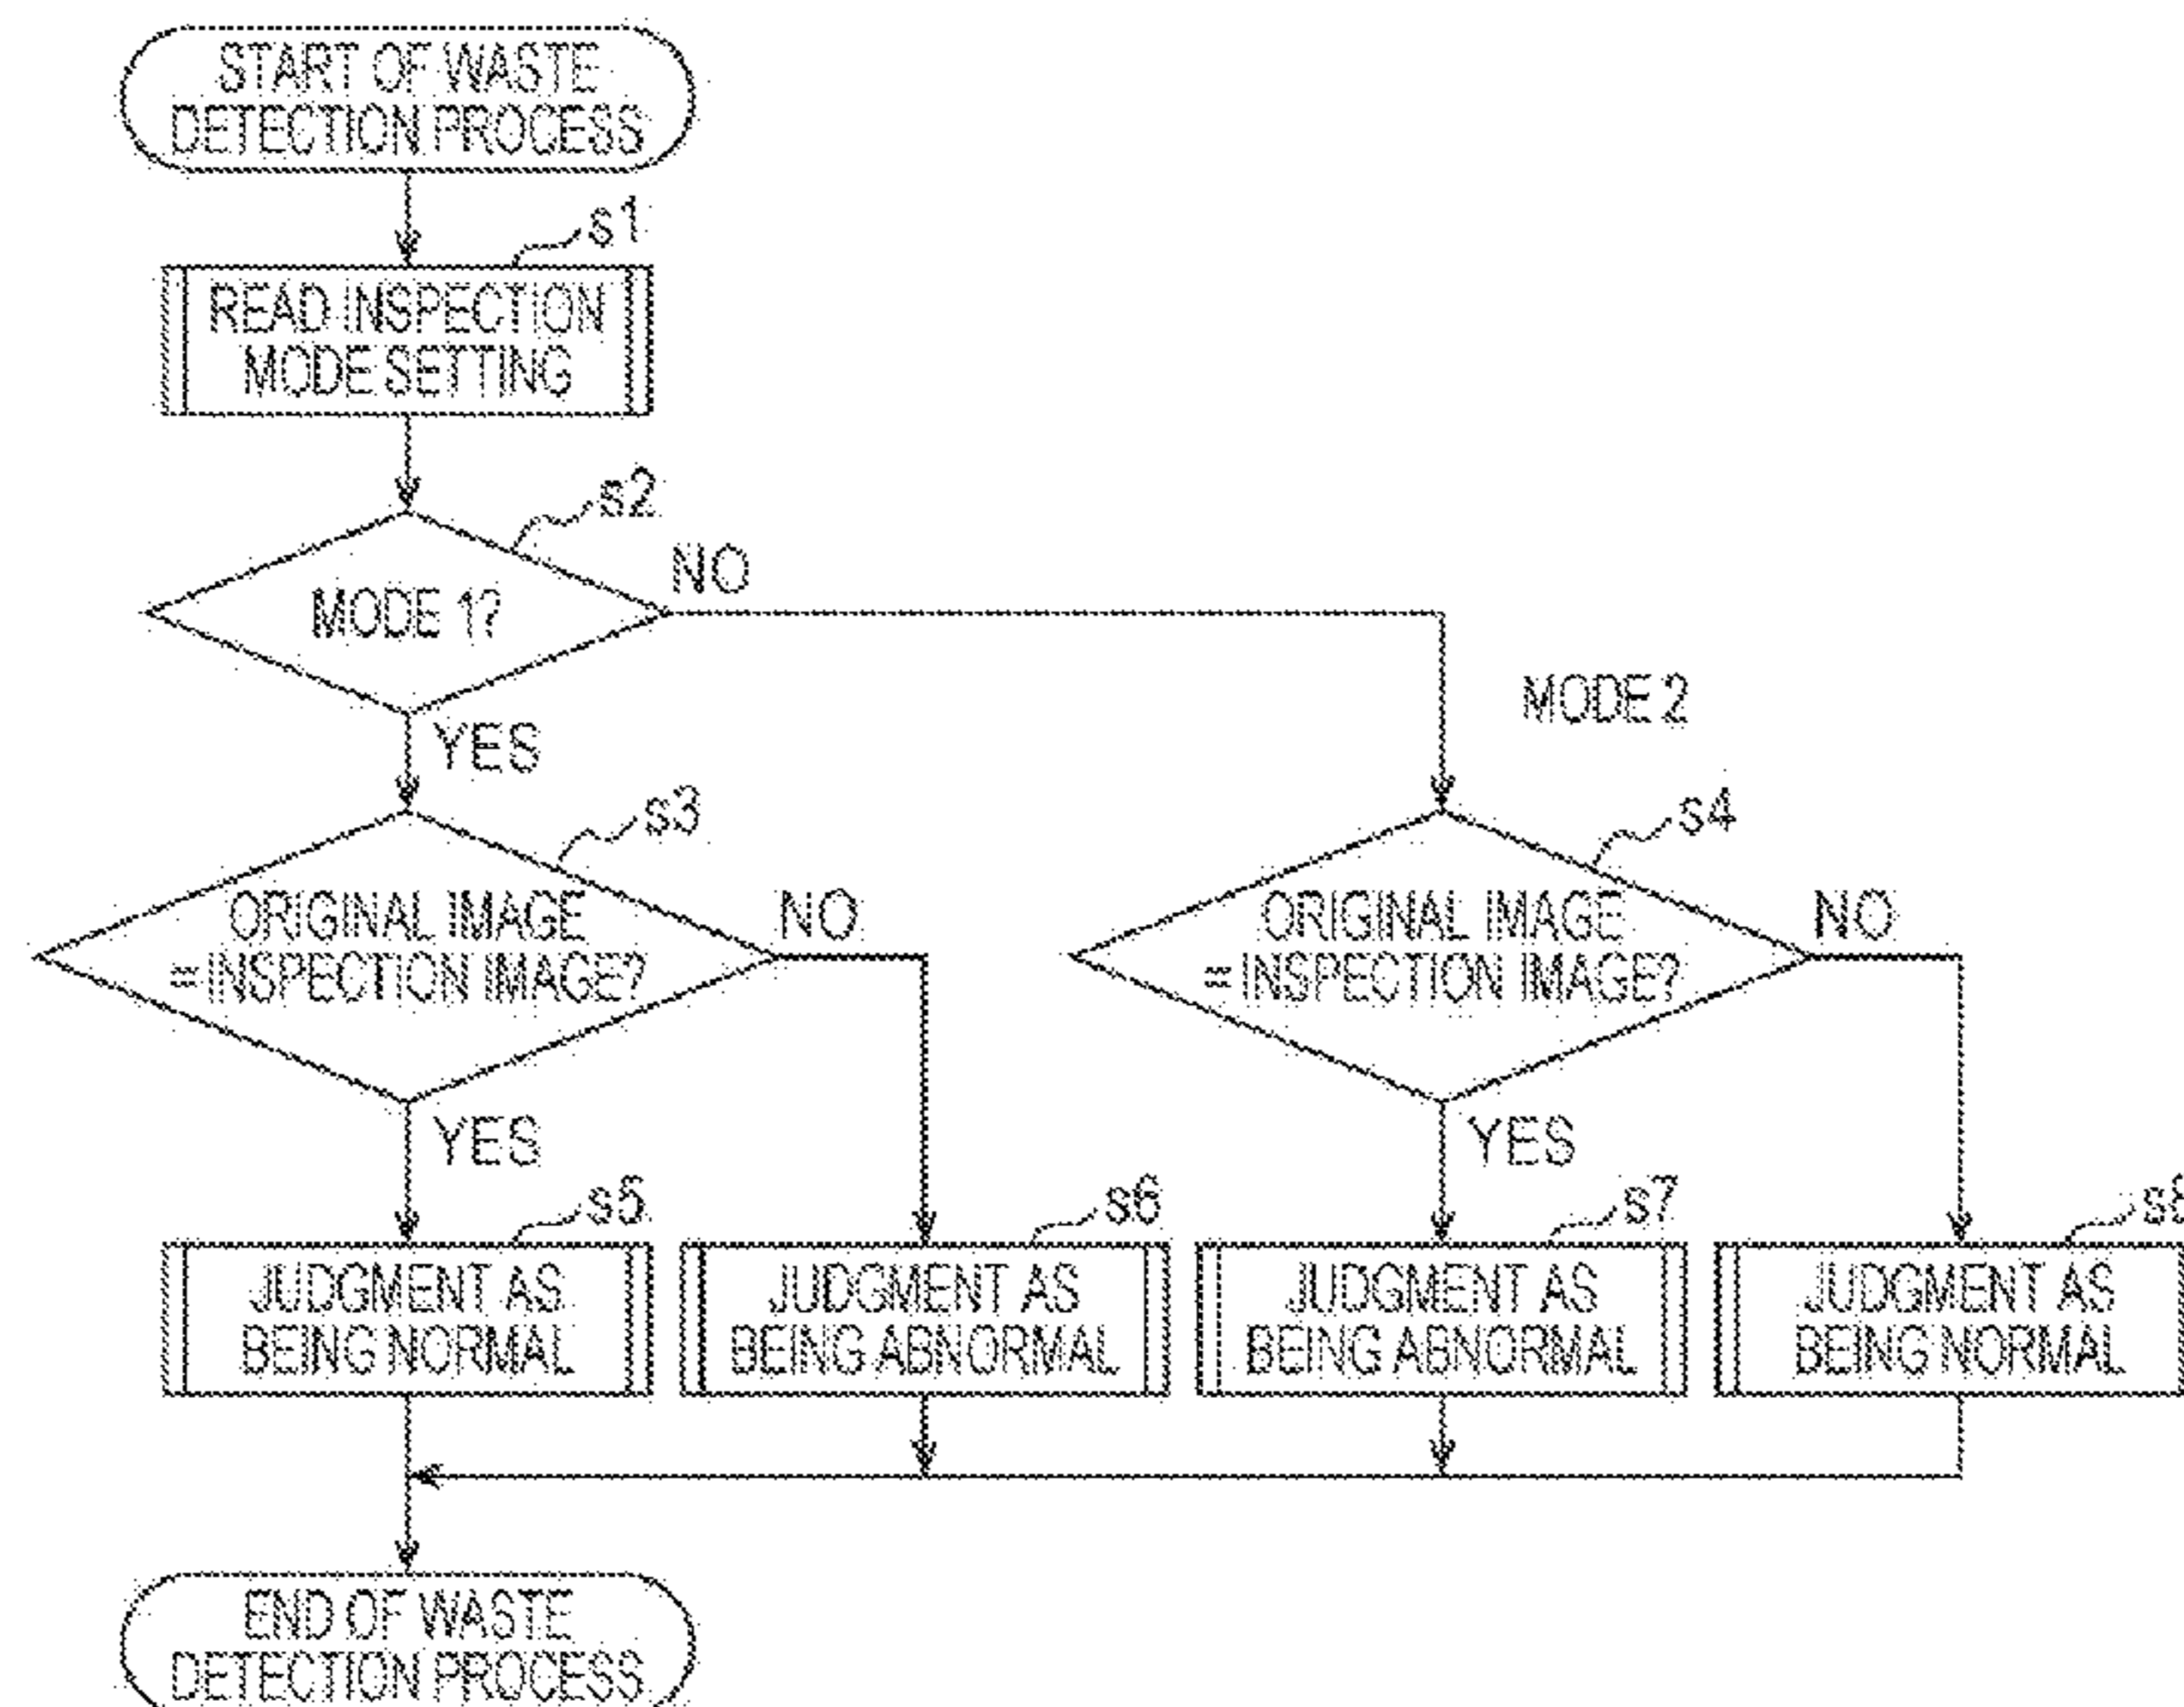 START OF WASTE
DETECTION PROCESS
s1
READ INSPECTION
MODE SETTING
s2
MODE 1?
NO
YES
MODE 2
s3
ORIGINAL IMAGE
= INSPECTION IMAGE?
NO
YES
s4
ORIGINAL IMAGE
= INSPECTION IMAGE?
NO
YES
s5
JUDGMENT AS
BEING NORMAL
s6
JUDGMENT AS
BEING ABNORMAL
s7
JUDGMENT AS
BEING ABNORMAL
s8
JUDGMENT AS
BEING NORMAL
END OF WASTE
DETECTION PROCESS